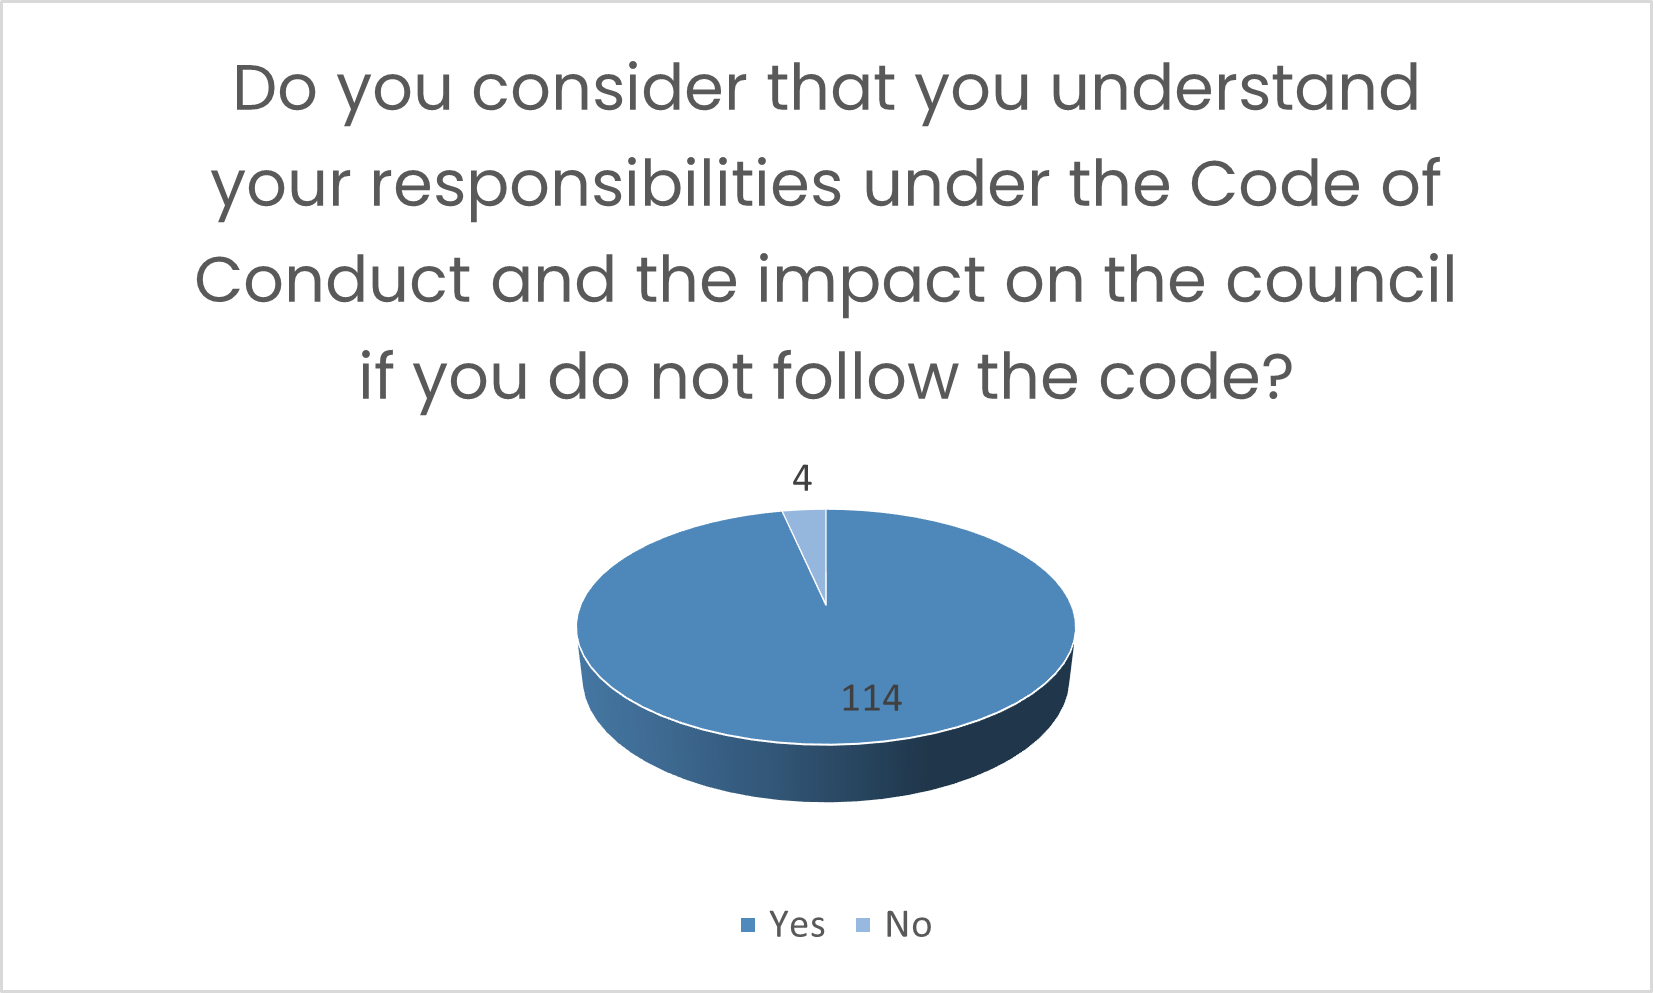 Do you consider that you understand
your responsibilities under the Code of
Conduct and the impact on the council
if you do not follow the code?
4
114
Yes No